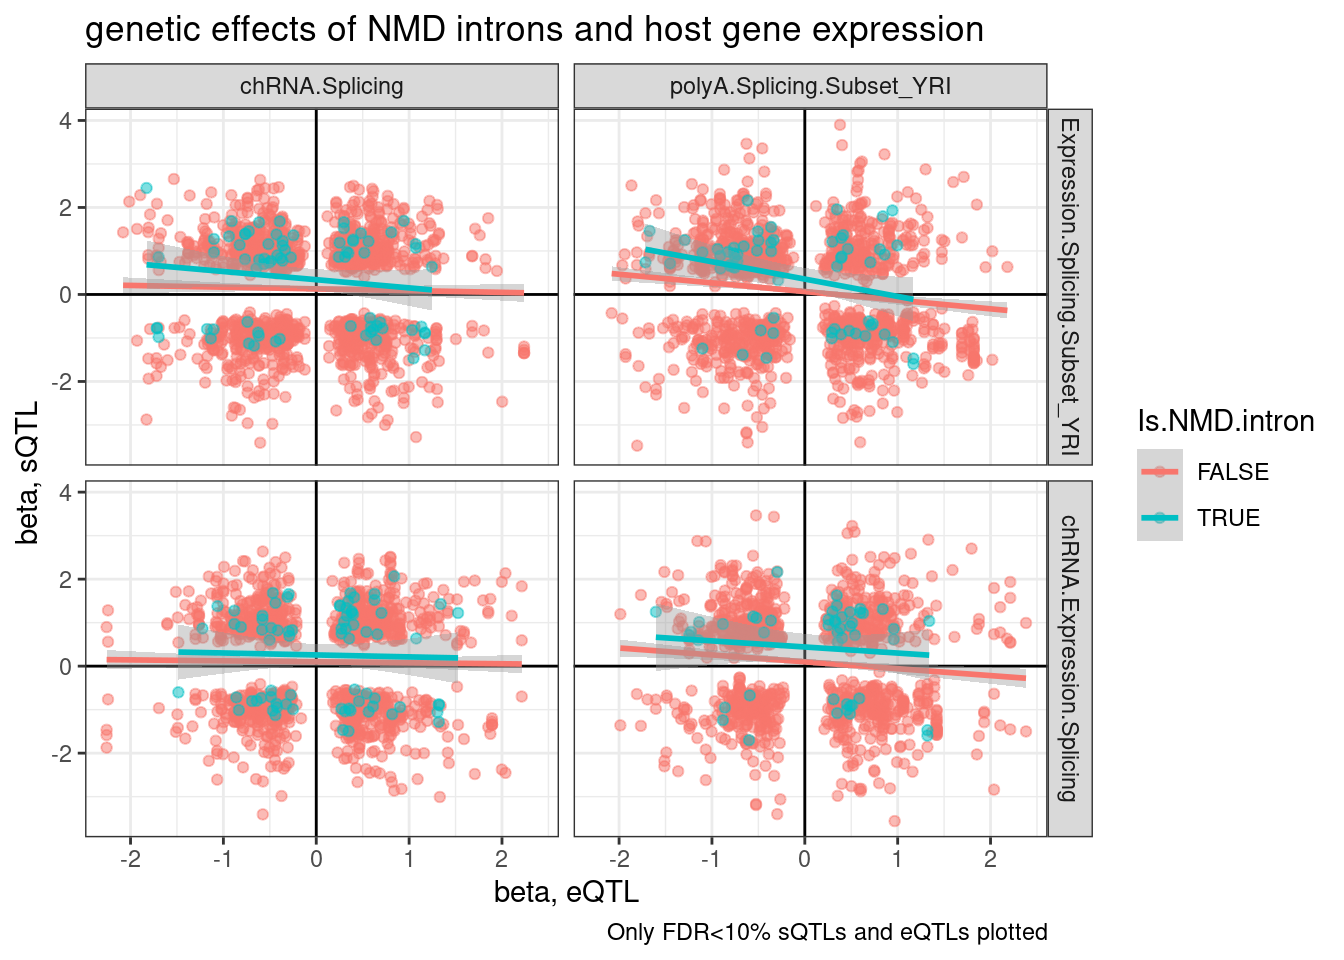 genetic effects of NMD introns and host gene expression
chRNA.Splicing
polyA.Splicing.Subset_YRI
Expression.Splicing.Subset_YRI
4
2
0
-2
chRNA.Expression.Splicing
4
2
0
-2
beta, sQTL
-2 -1 0 1 2
-2 -1 0 1 2
beta, eQTL
Is.NMD.intron
FALSE
TRUE
Only FDR<10% sQTLs and eQTLs plotted